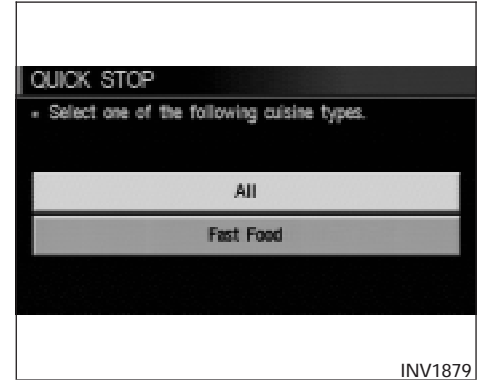 QUICK STOP
Select one of the following cuisine types.
All
Fast Food
INV1879